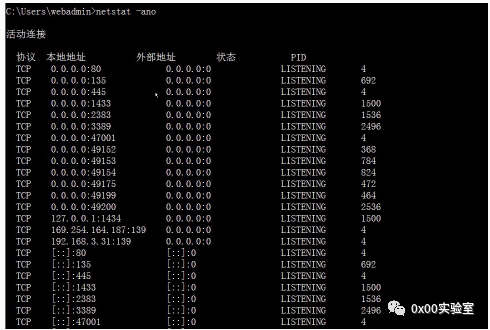 C:\Users\webadmin>netstat -ano
活动连接
协议 本地地址 外部地址 状态 PID
TCP 0.0.0.0:80 0.0.0.0:0 LISTENING 4
TCP 0.0.0.0:135 0.0.0.0:0 LISTENING 692
TCP 0.0.0.0:445 0.0.0.0:0 LISTENING 4
TCP 0.0.0.0:1433 0.0.0.0:0 LISTENING 1500
TCP 0.0.0.0:2383 0.0.0.0:0 LISTENING 1536
TCP 0.0.0.0:3389 0.0.0.0:0 LISTENING 2496
TCP 0.0.0.0:47001 0.0.0.0:0 LISTENING 4
TCP 0.0.0.0:49152 0.0.0.0:0 LISTENING 368
TCP 0.0.0.0:49153 0.0.0.0:0 LISTENING 784
TCP 0.0.0.0:49154 0.0.0.0:0 LISTENING 824
TCP 0.0.0.0:49175 0.0.0.0:0 LISTENING 472
TCP 0.0.0.0:49199 0.0.0.0:0 LISTENING 464
TCP 0.0.0.0:49200 0.0.0.0:0 LISTENING 2536
TCP 127.0.0.1:1434 0.0.0.0:0 LISTENING 1500
TCP 169.254.164.187:139 0.0.0.0:0 LISTENING 4
TCP 192.168.3.31:139 0.0.0.0:0 LISTENING 4
TCP [::]:80 [::]:0 LISTENING 4
TCP [::]:135 [::]:0 LISTENING 692
TCP [::]:445 [::]:0 LISTENING 4
TCP [::]:1433 [::]:0 LISTENING 1500
TCP [::]:2383 [::]:0 LISTENING 1536
TCP [::]:3389 [::]:0 LISTENING 2496
TCP [::]:47001 [::]:0 LISTENING 4
0x00实验室